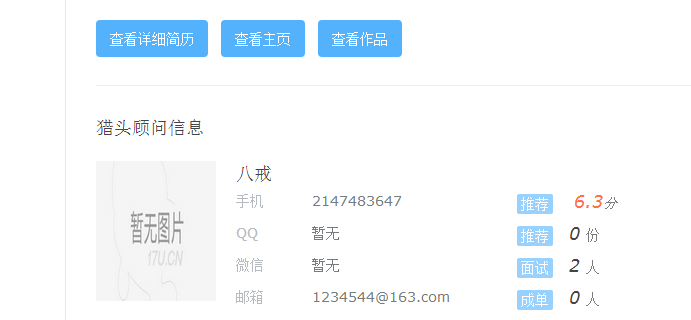 查看详细简历 查看主页 查看作品
猎头顾问信息
暂无图片
17U.CN
八戒
手机 2147483647 推荐 6.3分
QQ 暂无 推荐 0 份
微信 暂无 面试 2 人
邮箱 1234544@163.com 成单 0 人